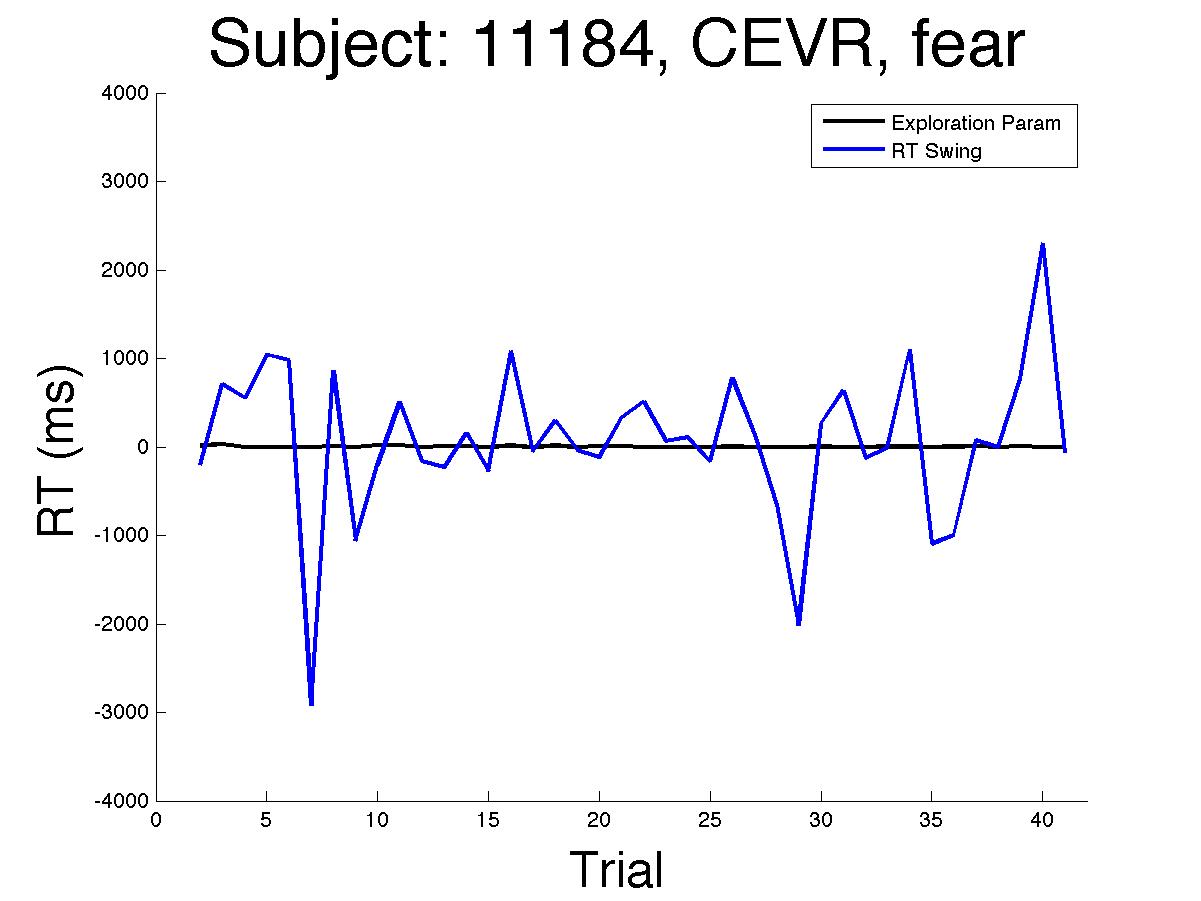 Subject: 11184, CEVR, fear
4000
3000
2000
1000
0
-1000
-2000
-3000
-4000
RT (ms)
Exploration Param
RT Swing
0 5 10 15 20 25 30 35 40
Trial